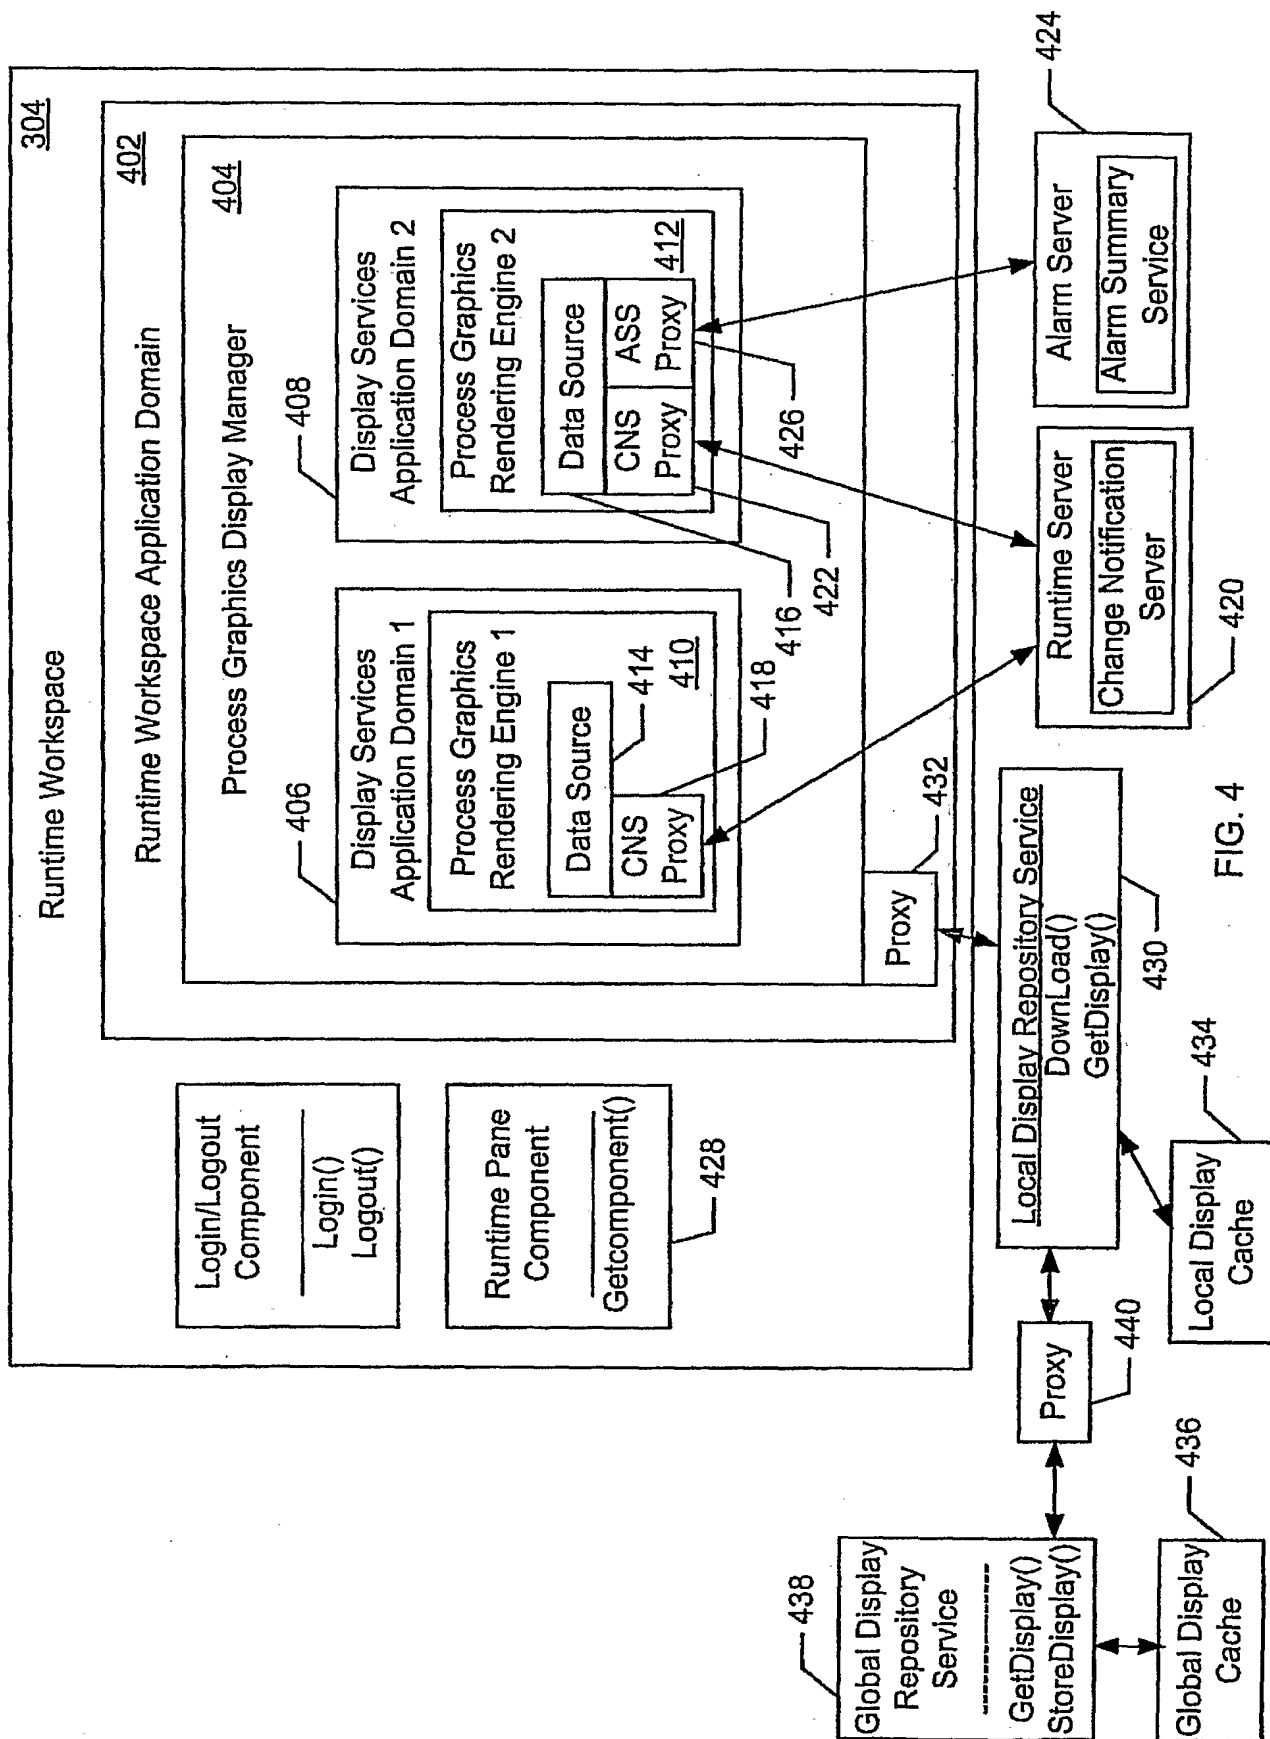 Runtime Workspace
304
Runtime Workspace Application Domain
402
Process Graphics Display Manager
404
406
Display Services
Application Domain 1
Process Graphics
Rendering Engine 1
Data Source
CNS
Proxy
414
410
418
408
Display Services
Application Domain 2
Process Graphics
Rendering Engine 2
Data Source
CNS
Proxy
ASS
Proxy
412
416
422
426
Login/Logout
Component
Login()
Logout()
Runtime Pane
Component
Getcomponent()
428
Proxy
432
Local Display Repository Service
DownLoad()
GetDisplay()
430
Runtime Server
Change Notification
Server
420
Alarm Server
Alarm Summary
Service
424
438
Global Display
Repository
Service
GetDisplay()
StoreDisplay()
Proxy
440
Local Display
Cache
434
Global Display
Cache
436
FIG. 4